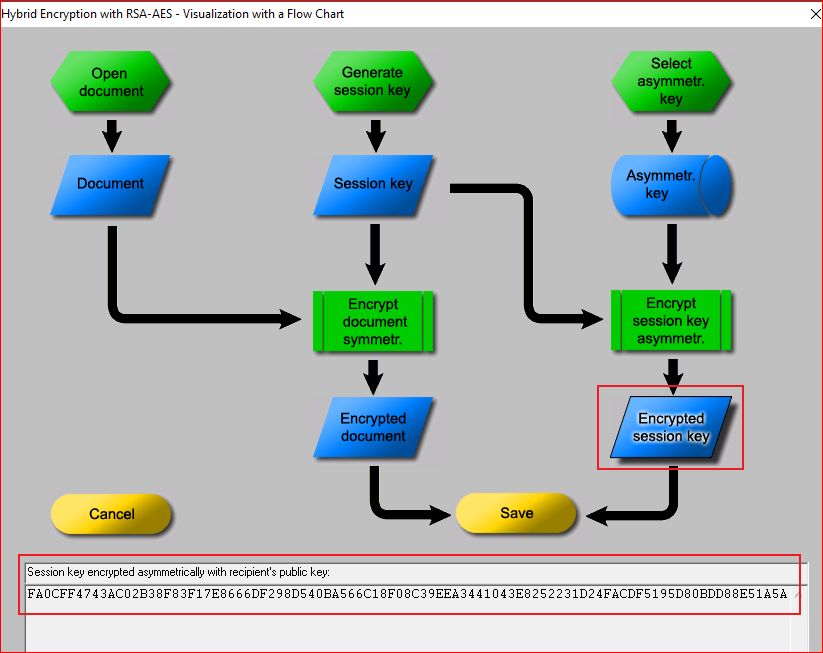 Hybrid Encryption with RSA-AES - Visualization with a Flow Chart
Open
document
Generate
session key
Select
asymmetr.
key
Document
Session key
Asymmetr.
key
Encrypt
document
symmetr.
Encrypt
session key
asymmetr.
Encrypted
document
Encrypted
session key
Cancel
Save
Session key encrypted asymmetrically with recipient's public key:
FA0CFF4743AC02B38F83F17E8666DF298D540BA566C18F08C39EEA3441043E8252231D24FACDF5195D80BDD88E51A5A